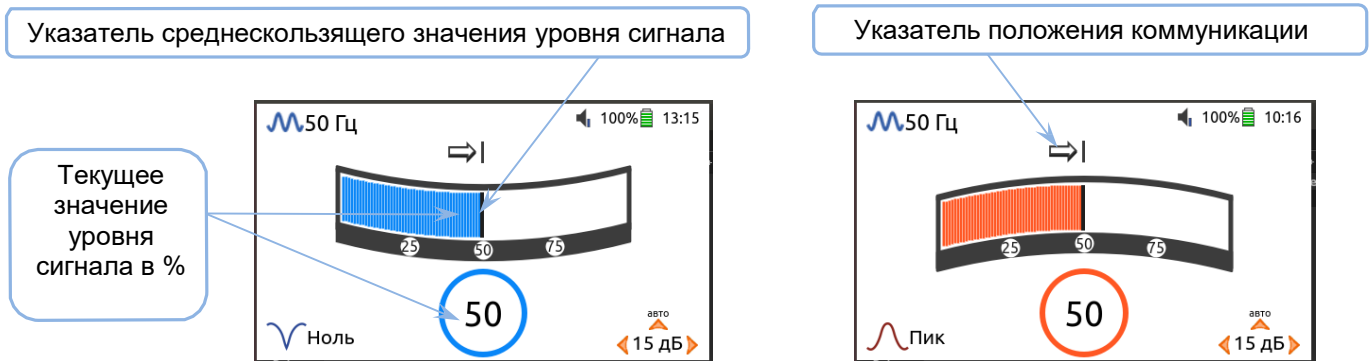 Указатель среднескользящего значения уровня сигнала
Указатель положения коммуникации
Текущее
значение
уровня
сигнала в %
50 Гц
100% 13:15
25 50 75
50
Ноль
авто
15 дБ
50 Гц
100% 10:16
25 50 75
50
Пик
авто
15 дБ